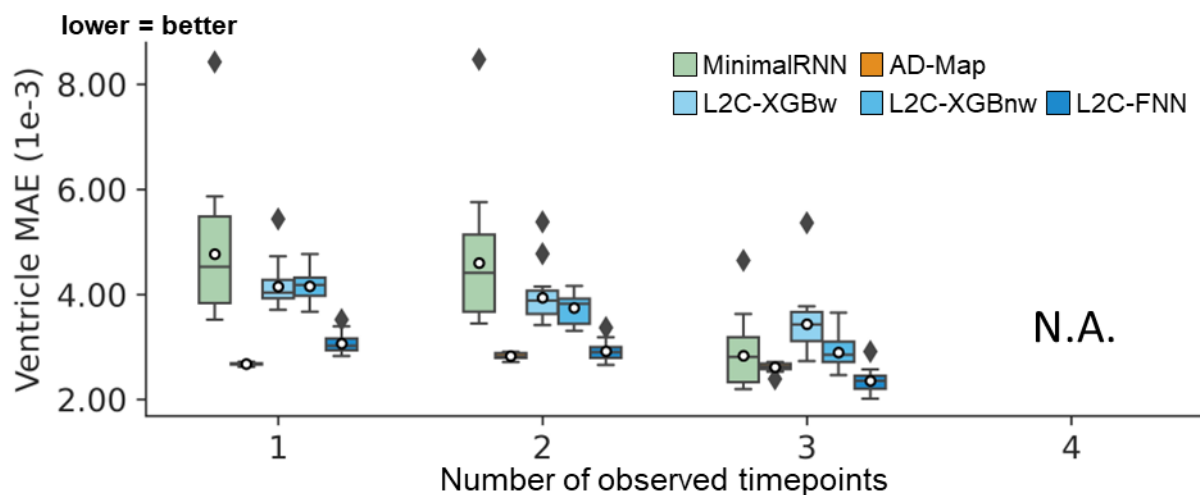 lower = better
MinimalRNN AD-Map
L2C-XGBw L2C-XGBnw L2C-FNN
Ventricle MAE (1e-3)
8.00
6.00
4.00
2.00
N.A.
1 2 3 4
Number of observed timepoints